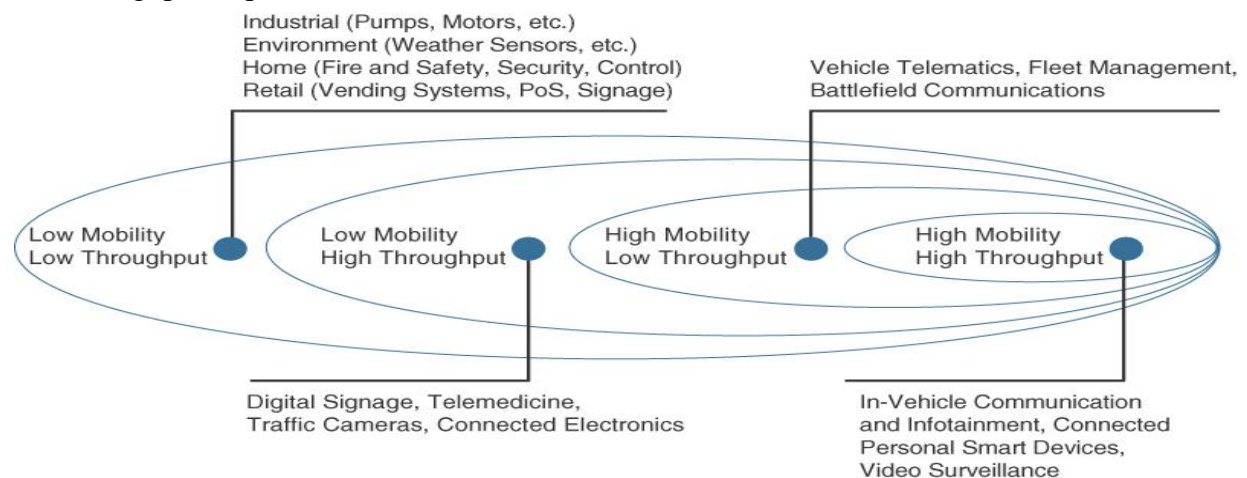 Industrial (Pumps, Motors, etc.)
Environment (Weather Sensors, etc.)
Home (Fire and Safety, Security, Control)
Retail (Vending Systems, PoS, Signage)
Vehicle Telematics, Fleet Management,
Battlefield Communications
Low Mobility
Low Throughput
Low Mobility
High Throughput
High Mobility
Low Throughput
High Mobility
High Throughput
Digital Signage, Telemedicine,
Traffic Cameras, Connected Electronics
In-Vehicle Communication
and Infotainment, Connected
Personal Smart Devices,
Video Surveillance